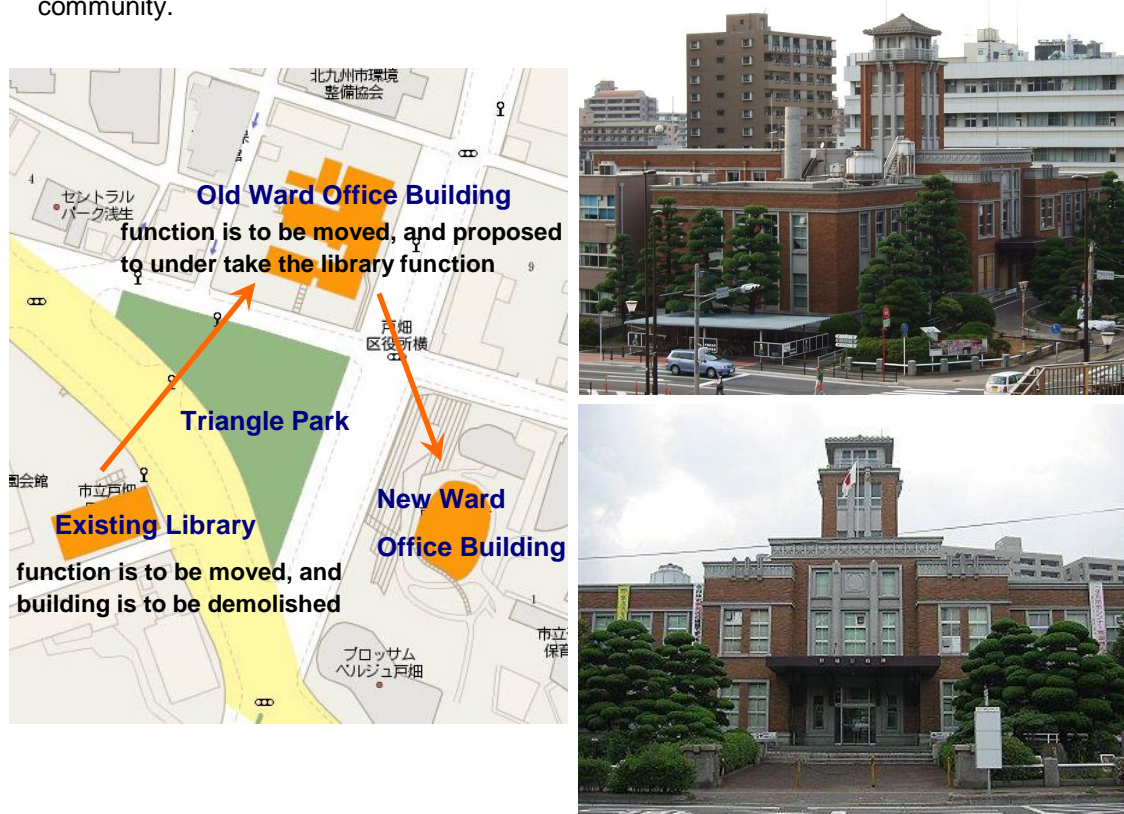 community.
北九州市環境
整備協会
4
セントラル
パーク浅生
Old Ward Office Building
function is to be moved, and proposed
to under take the library function
9
戸畑
区役所横
Triangle Park
園会館
市立戸畑
Existing Library
New Ward
Office Building
function is to be moved, and
building is to be demolished
1
市立
保育
ブロッサム
ベルジュ戸畑